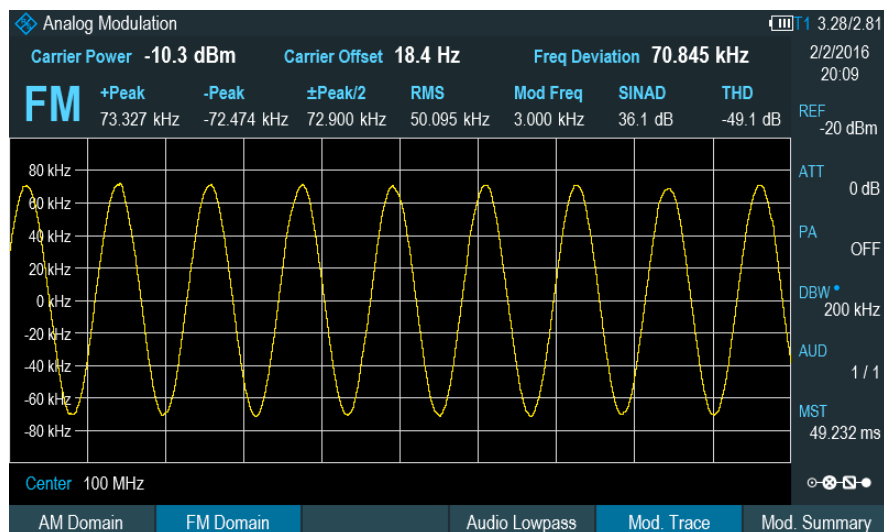 Analog Modulation
T1 3.28/2.81
Carrier Power -10.3 dBm Carrier Offset 18.4 Hz Freq Deviation 70.845 kHz
2/2/2016
20:09
FM
+Peak -Peak ±Peak/2 RMS Mod Freq SINAD THD
73.327 kHz -72.474 kHz 72.900 kHz 50.095 kHz 3.000 kHz 36.1 dB -49.1 dB
REF
-20 dBm
ATT
0 dB
PA
OFF
DBW
200 kHz
AUD
1 / 1
MST
49.232 ms
80 kHz
60 kHz
40 kHz
20 kHz
0 kHz
-20 kHz
-40 kHz
-60 kHz
-80 kHz
Center 100 MHz
AM Domain FM Domain Audio Lowpass Mod. Trace Mod. Summary